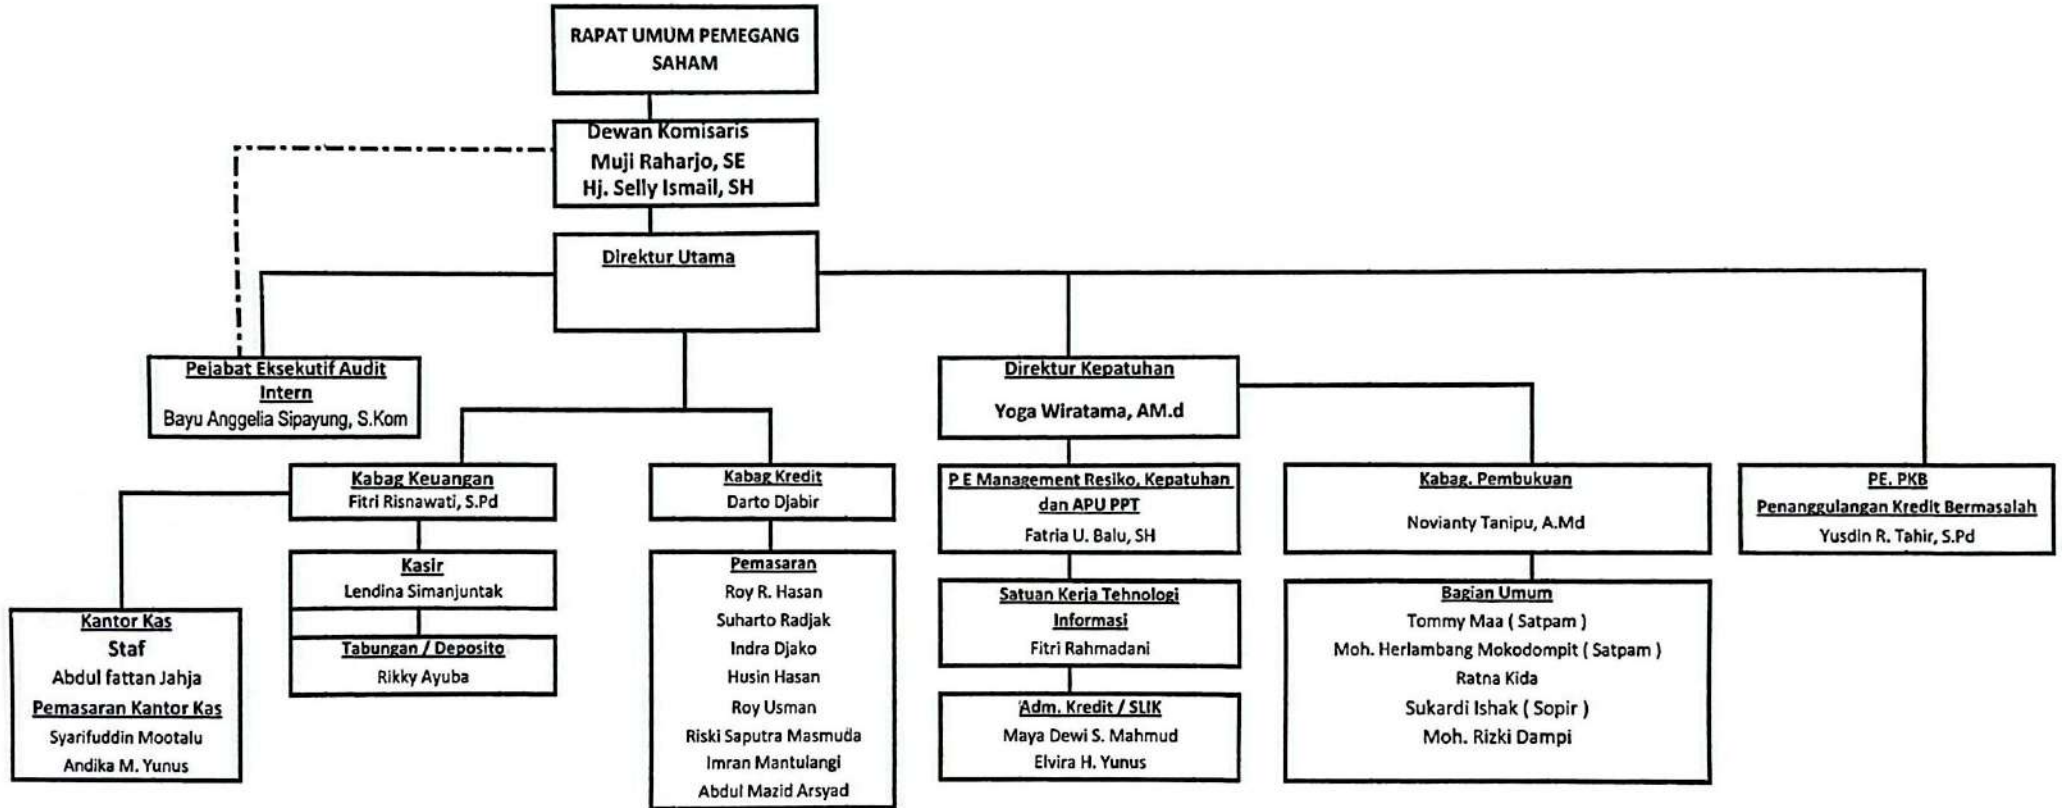 RAPAT UMUM PEMEGANG
SAHAM
Dewan Komisaris
Muji Raharjo, SE
Hj. Selly Ismail, SH
Direktur Utama
Pejabat Eksekutif Audit
Intern
Bayu Anggelia Sipayung, S.Kom
Direktur Kepatuhan
Yoga Wiratama, AM.d
Kabag Keuangan
Fitri Risnawati, S.Pd
Kabag Kredit
Darto Djabir
P E Management Resiko, Kepatuhan
dan APU PPT
Fatria U. Balu, SH
Kabag. Pembukuan
Novianty Tanipu, A.Md
PE. PKB
Penanggulangan Kredit Bermasalah
Yusdin R. Tahir, S.Pd
Kasir
Lendina Simanjuntak
Tabungan / Deposito
Rikky Ayuba
Kantor Kas
Staf
Abdul fattan Jahja
Pemasaran Kantor Kas
Syarifuddin Mootalu
Andika M. Yunus
Pemasaran
Roy R. Hasan
Suharto Radjak
Indra Djako
Husin Hasan
Roy Usman
Riski Saputra Masmuda
Imran Mantulangi
Abdul Mazid Arsyad
Satuan Kerja Tehnologi
Informasi
Fitri Rahmadani
Adm. Kredit / SLIK
Maya Dewi S. Mahmud
Elvira H. Yunus
Bagian Umum
Tommy Maa ( Satpam )
Moh. Herlambang Mokodompit ( Satpam )
Ratna Kida
Sukardi Ishak ( Sopir )
Moh. Rizki Dampi